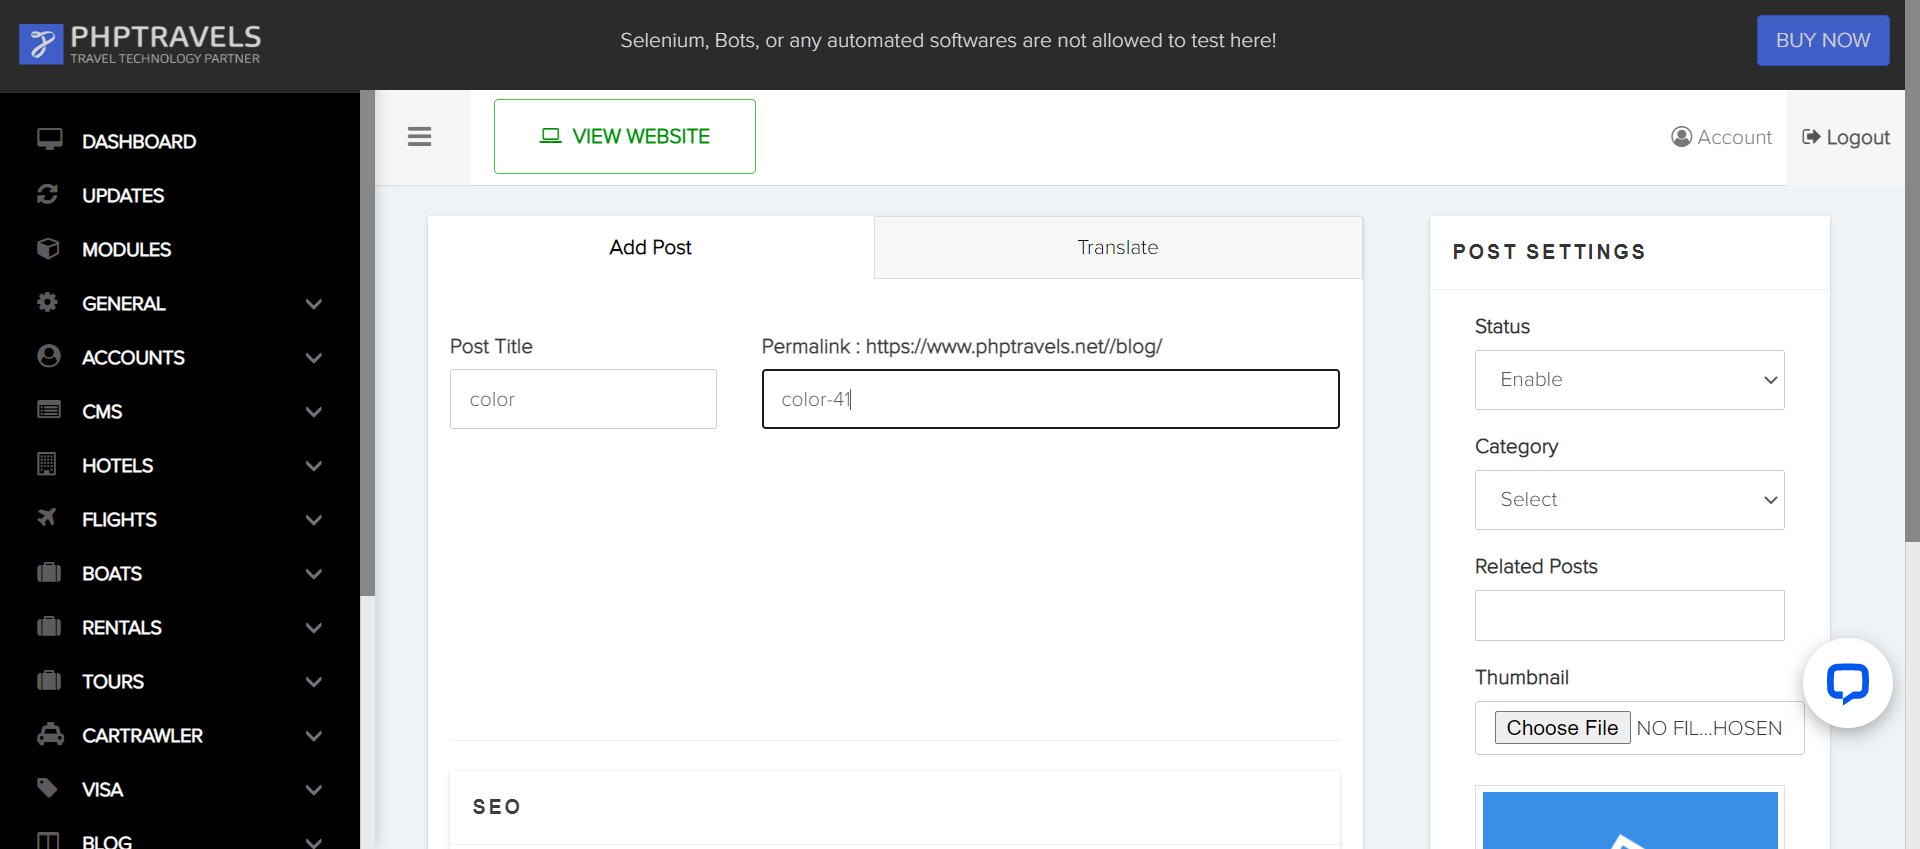 PHPTRAVELS
TRAVEL TECHNOLOGY PARTNER
Selenium, Bots, or any automated softwares are not allowed to test here!
BUY NOW
DASHBOARD
UPDATES
MODULES
GENERAL
ACCOUNTS
CMS
HOTELS
FLIGHTS
BOATS
RENTALS
TOURS
CARTRAWLER
VISA
BLOG
VIEW WEBSITE
Account
Logout
Add Post
Translate
Post Title
color
Permalink : https://www.phptravels.net//blog/
color-41
SEO
POST SETTINGS
Status
Enable
Category
Select
Related Posts
Thumbnail
Choose File NO FIL...HOSEN